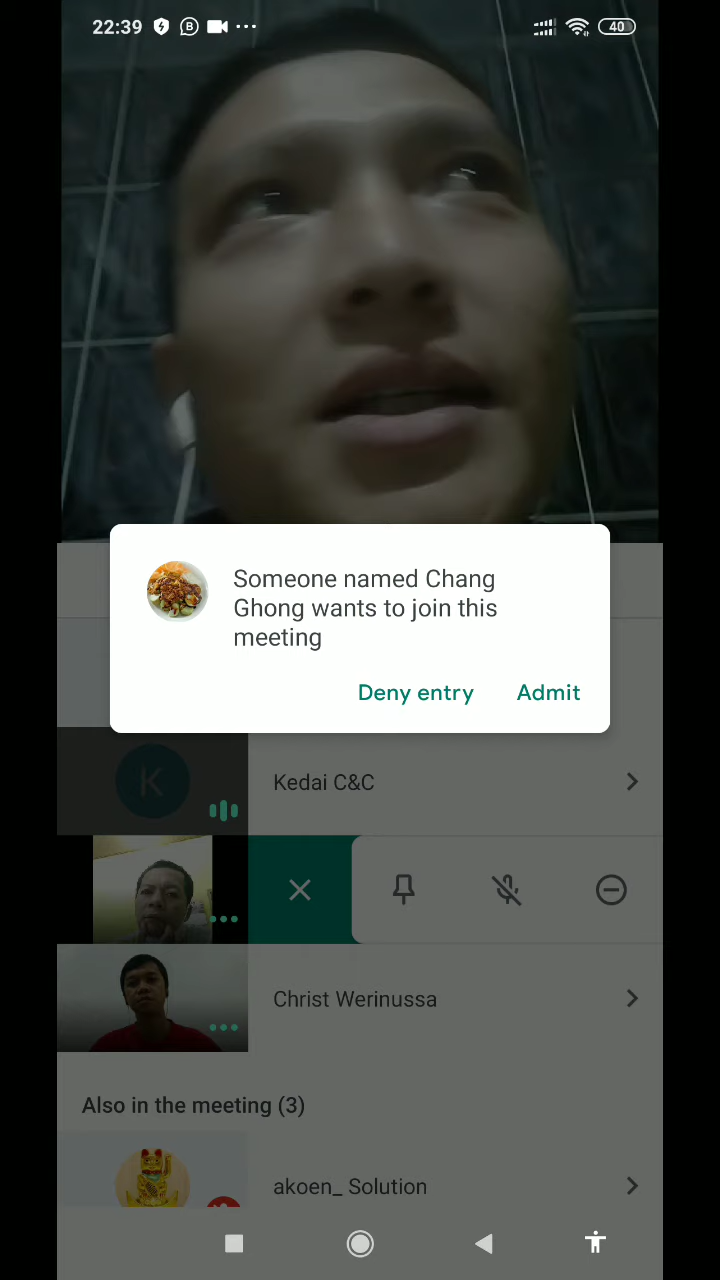 22:39
40
Someone named Chang
Ghong wants to join this
meeting
Deny entry Admit
K
Kedai C&C
Christ Werinussa
Also in the meeting (3)
akoen_ Solution